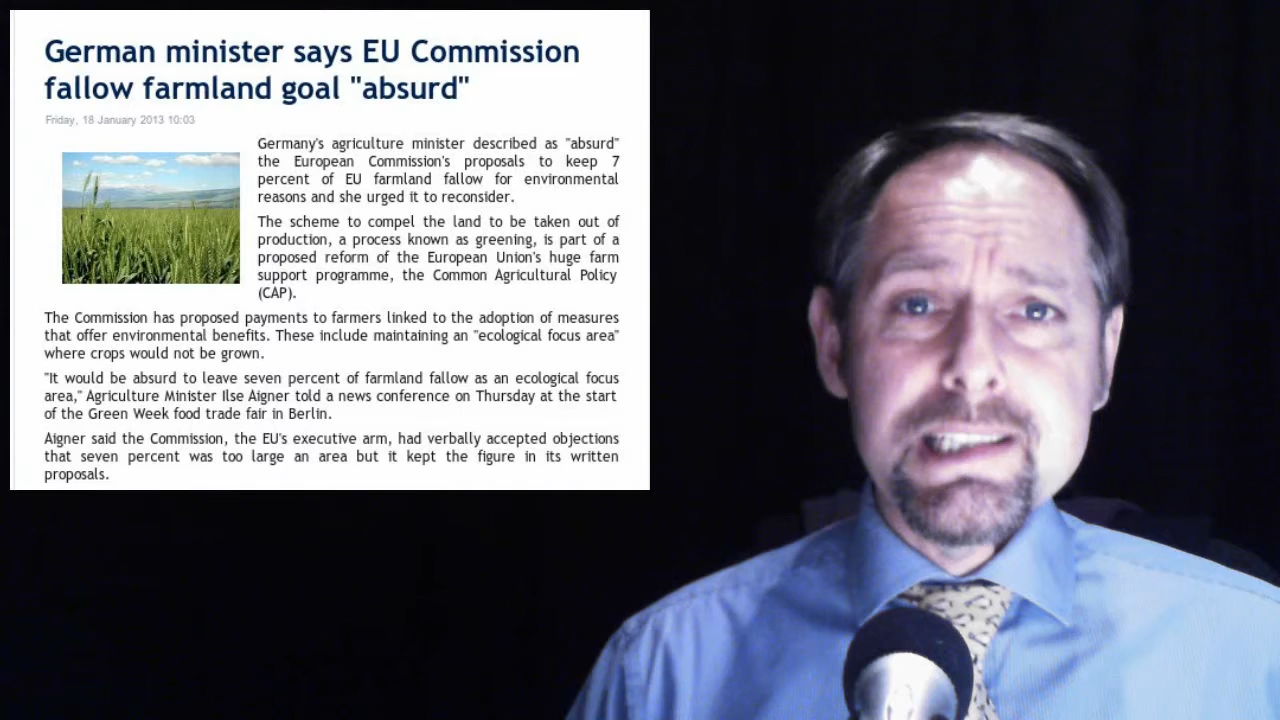 German minister says EU Commission
fallow farmland goal "absurd"
Friday, 18 January 2013 10:03
Germany's agriculture minister described as "absurd"
the European Commission's proposals to keep 7
percent of EU farmland fallow for environmental
reasons and she urged it to reconsider.
The scheme to compel the land to be taken out of
production, a process known as greening, is part of a
proposed reform of the European Union's huge farm
support programme, the Common Agricultural Policy
(CAP).
The Commission has proposed payments to farmers linked to the adoption of measures
that offer environmental benefits. These include maintaining an "ecological focus area"
where crops would not be grown.
"It would be absurd to leave seven percent of farmland fallow as an ecological focus
area," Agriculture Minister Ilse Aigner told a news conference on Thursday at the start
of the Green Week food trade fair in Berlin.
Aigner said the Commission, the EU's executive arm, had verbally accepted objections
that seven percent was too large an area but it kept the figure in its written
proposals.